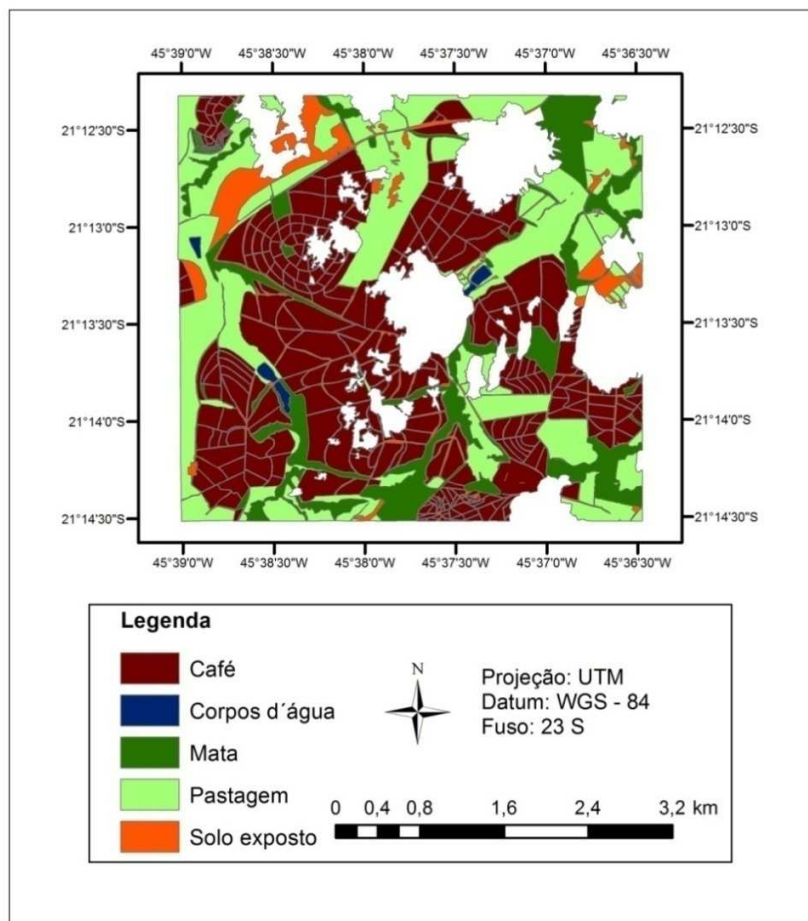 45°39'0"W 45°38'30"W 45°38'0"W 45°37'30"W 45°37'0"W 45°36'30"W
21°12'30"S 21°12'30"S
21°13'0"S 21°13'0"S
21°13'30"S 21°13'30"S
21°14'0"S 21°14'0"S
21°14'30"S 21°14'30"S
45°39'0"W 45°38'30"W 45°38'0"W 45°37'30"W 45°37'0"W 45°36'30"W
Legenda
Café
Corpos d´água
Mata
Pastagem
Solo exposto
N
Projeção: UTM
Datum: WGS - 84
Fuso: 23 S
0 0,4 0,8 1,6 2,4 3,2 km